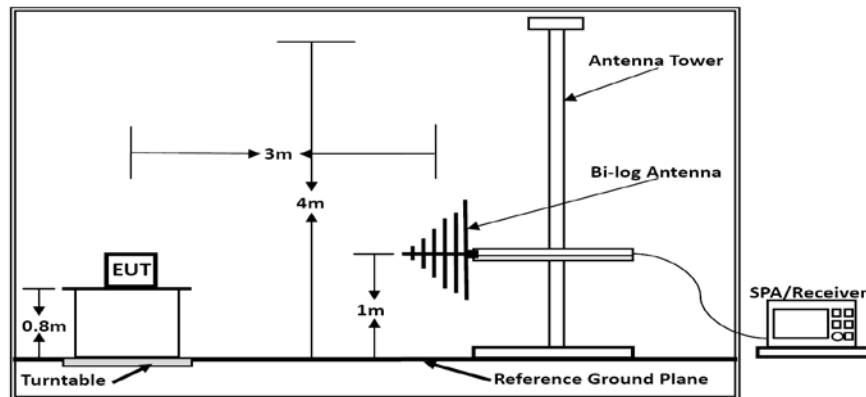 Antenna Tower
3m
Bi-log Antenna
4m
EUT
SPA/Receiver
1m
0.8m
Turntable
Reference Ground Plane